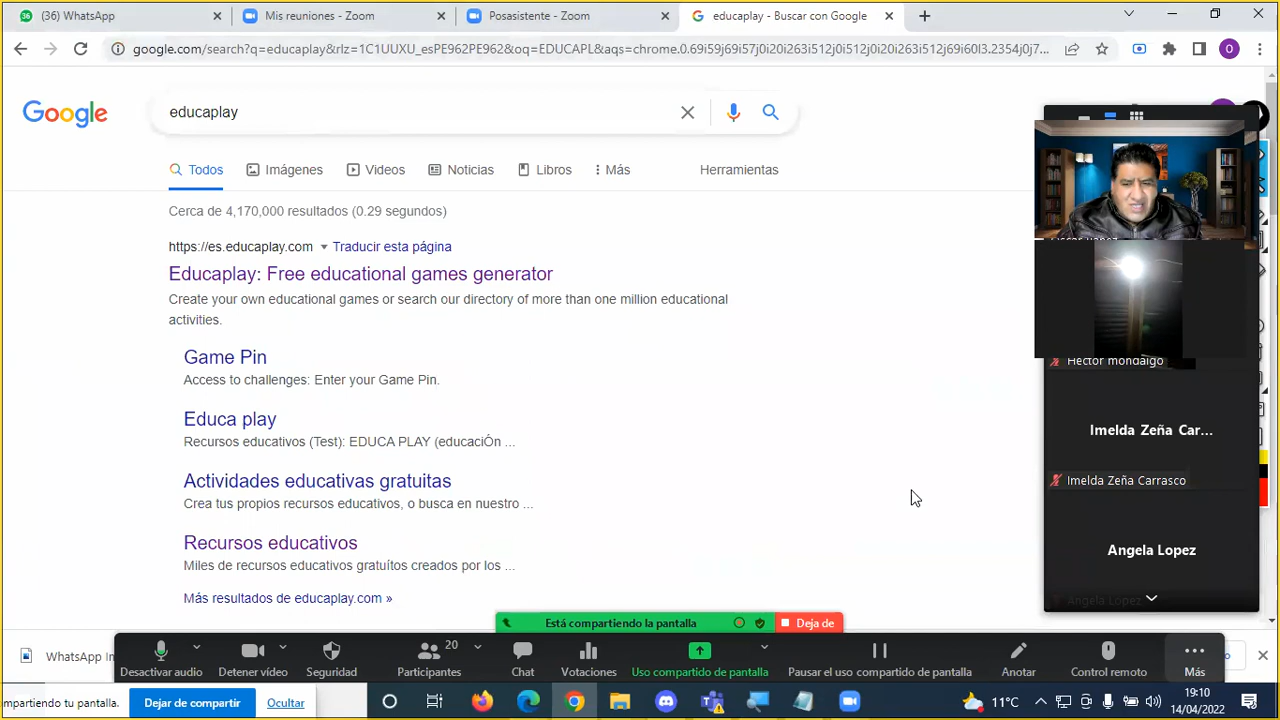 (36) WhatsApp
Mis reuniones - Zoom
Posasistente - Zoom
educaplay - Buscar con Google
google.com/search?q=educaplay&rlz=1C1UUXU_esPE962PE962&oq=EDUCAPL&aqs=chrome.0.69i59j69i57j0i20i263i512j0i512j0i20i263i512j69i60l3.2354j0j7...
O
Google
educaplay
Todos
Imágenes
Videos
Noticias
Libros
Más
Herramientas
Cerca de 4,170,000 resultados (0.29 segundos)
https://es.educaplay.com
Traducir esta página
Educaplay: Free educational games generator
Create your own educational games or search our directory of more than one million educational
activities.
Game Pin
Access to challenges: Enter your Game Pin.
Educa play
Recursos educativos (Test): EDUCA PLAY (educaciÓn ...
Actividades educativas gratuitas
Crea tus propios recursos educativos, o busca en nuestro ...
Recursos educativos
Miles de recursos educativos gratuítos creados por los ...
Más resultados de educaplay.com »
Hector mondalgo
Imelda Zeña Car...
Imelda Zeña Carrasco
Angela Lopez
Angela Lopez
Está compartiendo la pantalla
Deja de
WhatsApp In
Desactivar audio
Detener video
Seguridad
20
Participantes
Chat
Votaciones
Uso compartido de pantalla
Pausar el uso compartido de pantalla
Anotar
Control remoto
Más
mpartiendo tu pantalla.
Dejar de compartir
Ocultar
11°C
19:10
14/04/2022